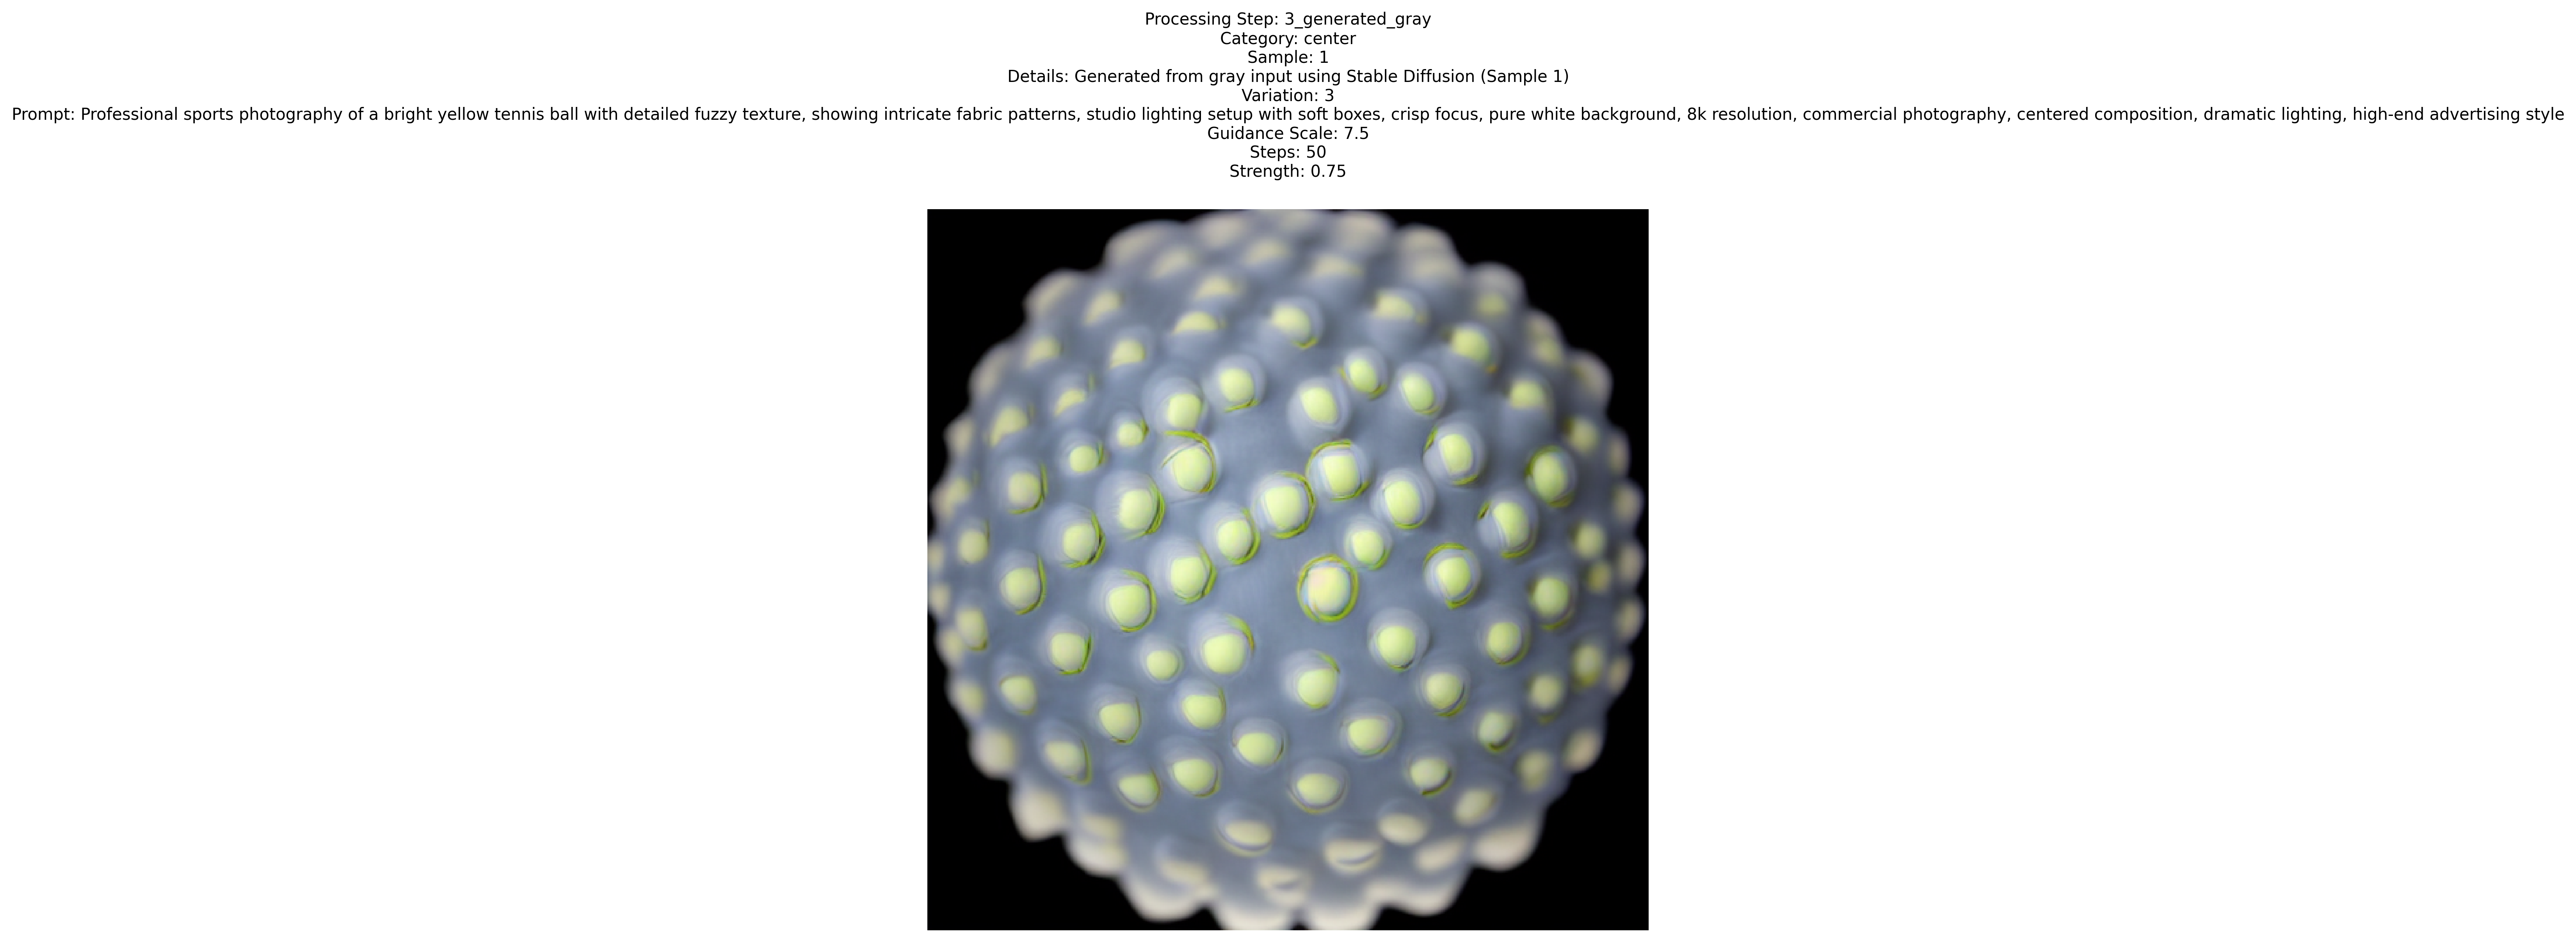 Processing Step: 3_generated_gray
Category: center
Sample: 1
Details: Generated from gray input using Stable Diffusion (Sample 1)
Variation: 3
Prompt: Professional sports photography of a bright yellow tennis ball with detailed fuzzy texture, showing intricate fabric patterns, studio lighting setup with soft boxes, crisp focus, pure white background, 8k resolution, commercial photography, centered composition, dramatic lighting, high-end advertising style
Guidance Scale: 7.5
Steps: 50
Strength: 0.75